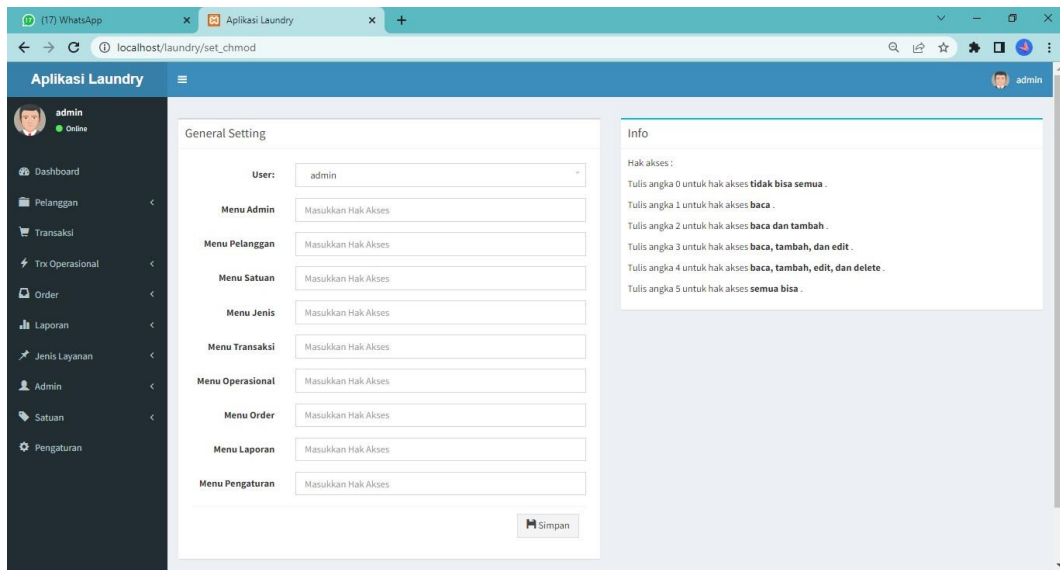 (17) WhatsApp
Aplikasi Laundry
localhost/laundry/set_chmod
Aplikasi Laundry
admin
admin
Online
Dashboard
Pelanggan
Transaksi
Trx Operasional
Order
Laporan
Jenis Layanan
Admin
Satuan
Pengaturan
General Setting
User: admin
Menu Admin Masukkan Hak Akses
Menu Pelanggan Masukkan Hak Akses
Menu Satuan Masukkan Hak Akses
Menu Jenis Masukkan Hak Akses
Menu Transaksi Masukkan Hak Akses
Menu Operasional Masukkan Hak Akses
Menu Order Masukkan Hak Akses
Menu Laporan Masukkan Hak Akses
Menu Pengaturan Masukkan Hak Akses
Simpan
Info
Hak akses :
Tulis angka 0 untuk hak akses tidak bisa semua .
Tulis angka 1 untuk hak akses baca .
Tulis angka 2 untuk hak akses baca dan tambah .
Tulis angka 3 untuk hak akses baca, tambah, dan edit .
Tulis angka 4 untuk hak akses baca, tambah, edit, dan delete .
Tulis angka 5 untuk hak akses semua bisa .